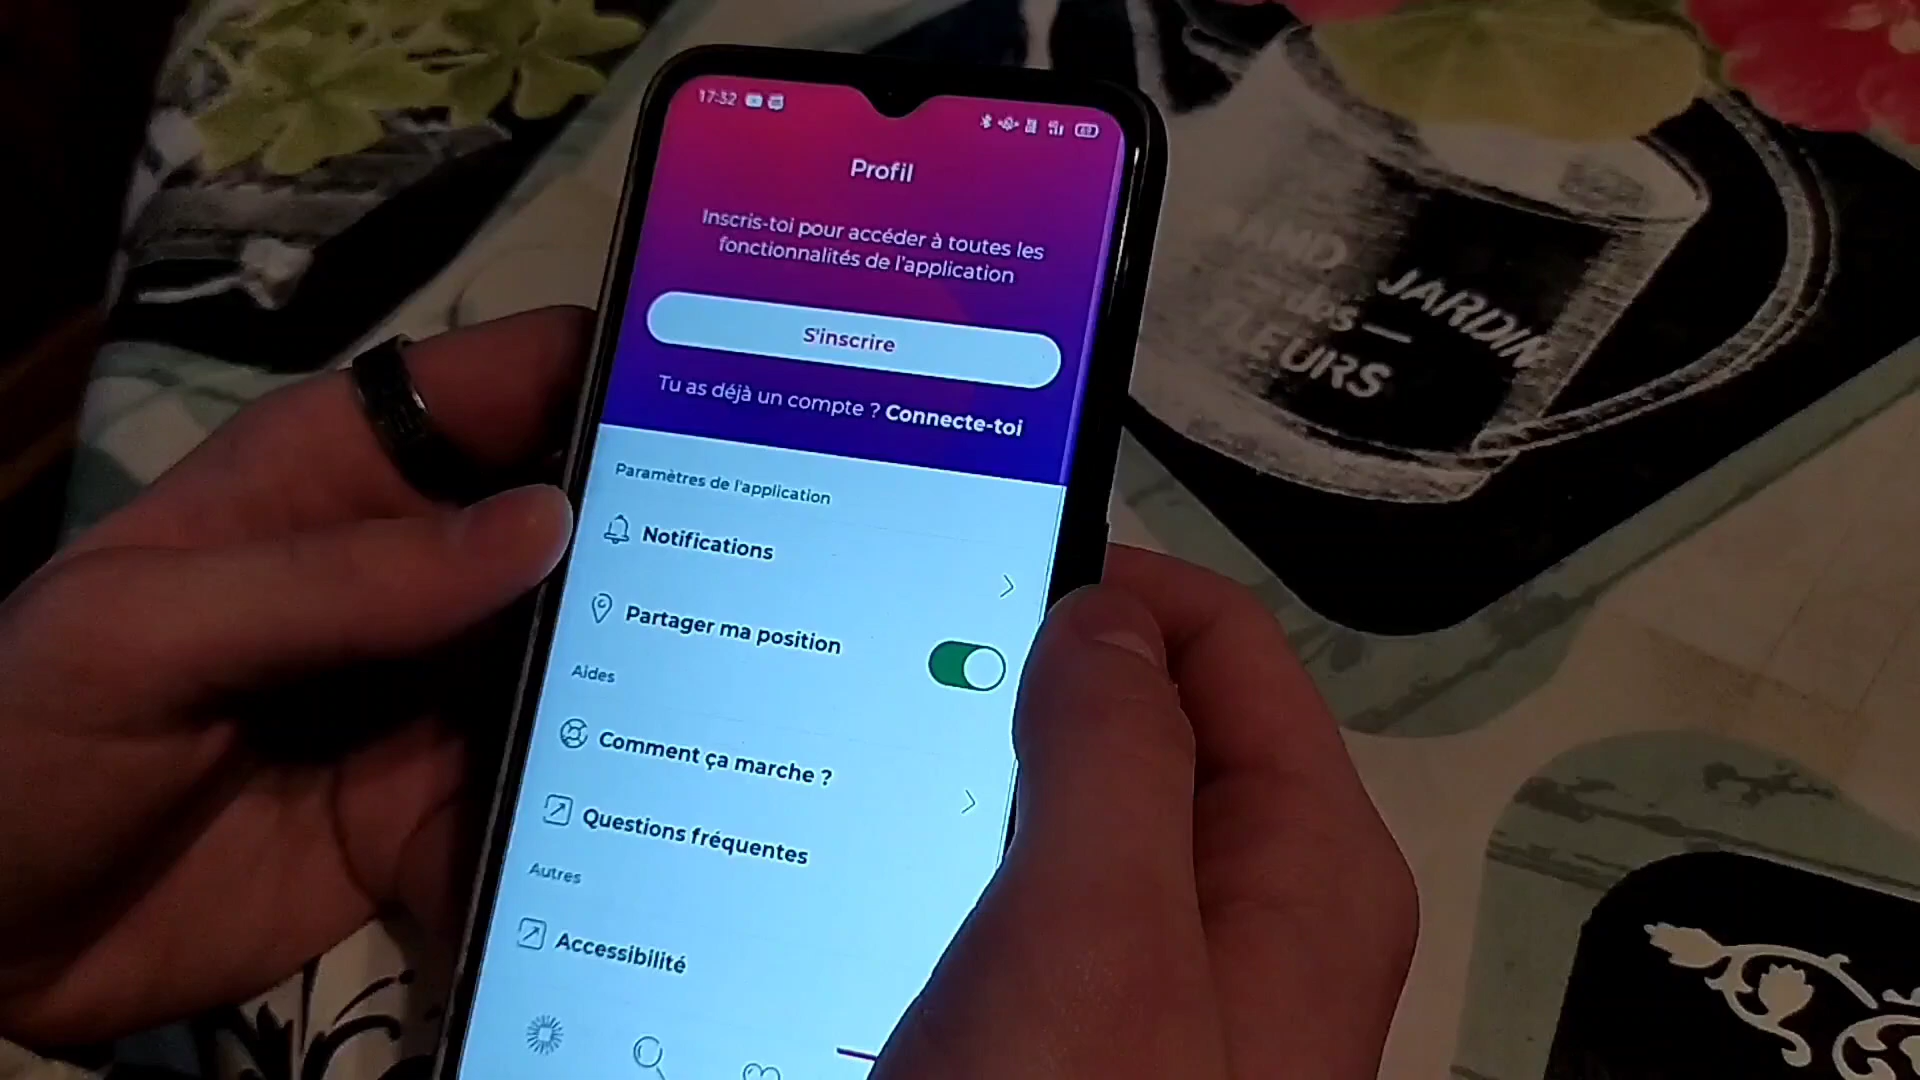 17:32
Profil
Inscris-toi pour accéder à toutes les
fonctionnalités de l'application
S'inscrire
Tu as déjà un compte ? Connecte-toi
Paramètres de l'application
Notifications
Partager ma position
Aides
Comment ça marche ?
Questions fréquentes
Autres
Accessibilité
JARDIN
des
FLEURS